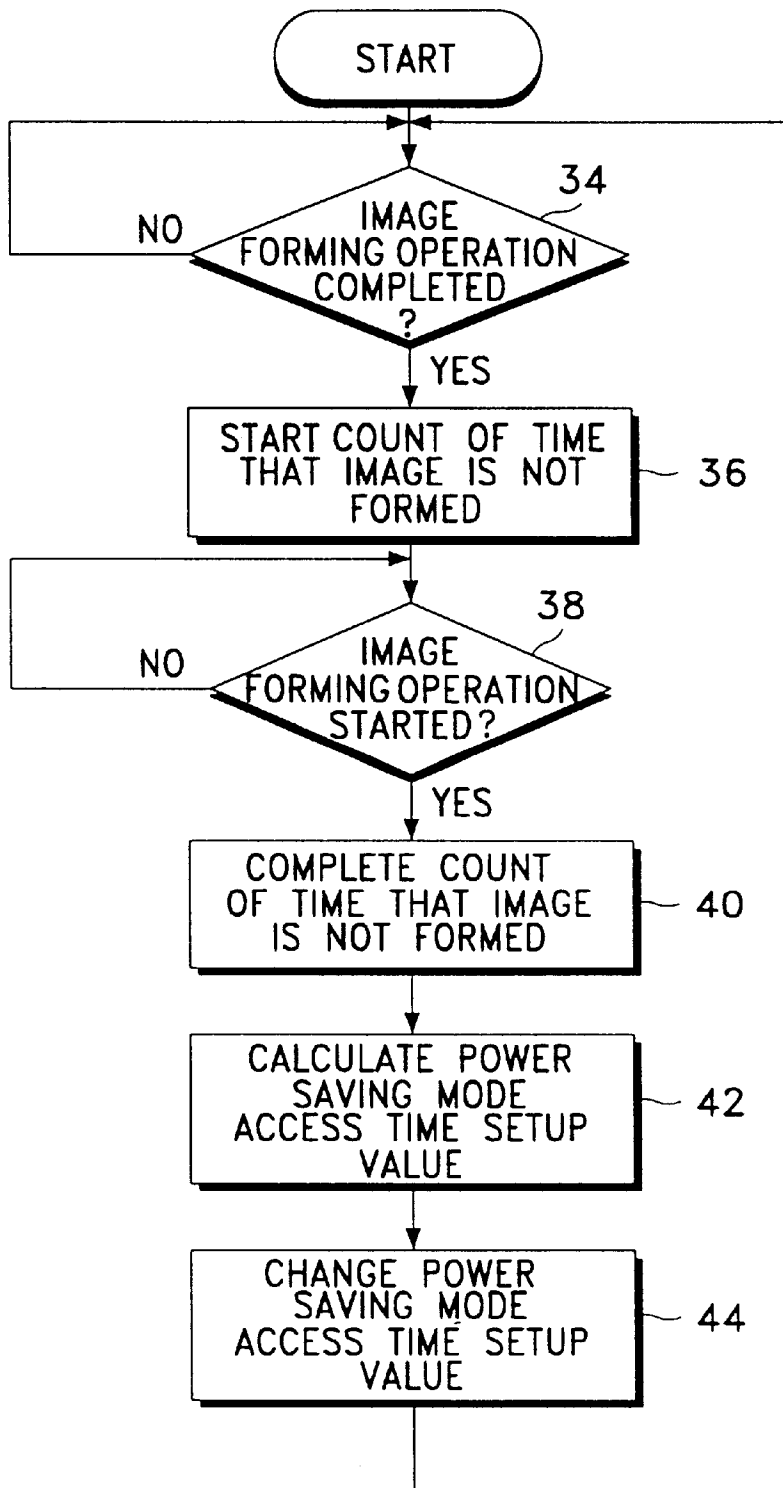 START
34
IMAGE
FORMING OPERATION
COMPLETED
?
NO
YES
START COUNT OF TIME
THAT IMAGE IS NOT
FORMED
36
38
IMAGE
FORMING OPERATION
STARTED?
NO
YES
COMPLETE COUNT
OF TIME THAT IMAGE
IS NOT FORMED
40
CALCULATE POWER
SAVING MODE
ACCESS TIME SETUP
VALUE
42
CHANGE POWER
SAVING MODE
ACCESS TIME SETUP
VALUE
44